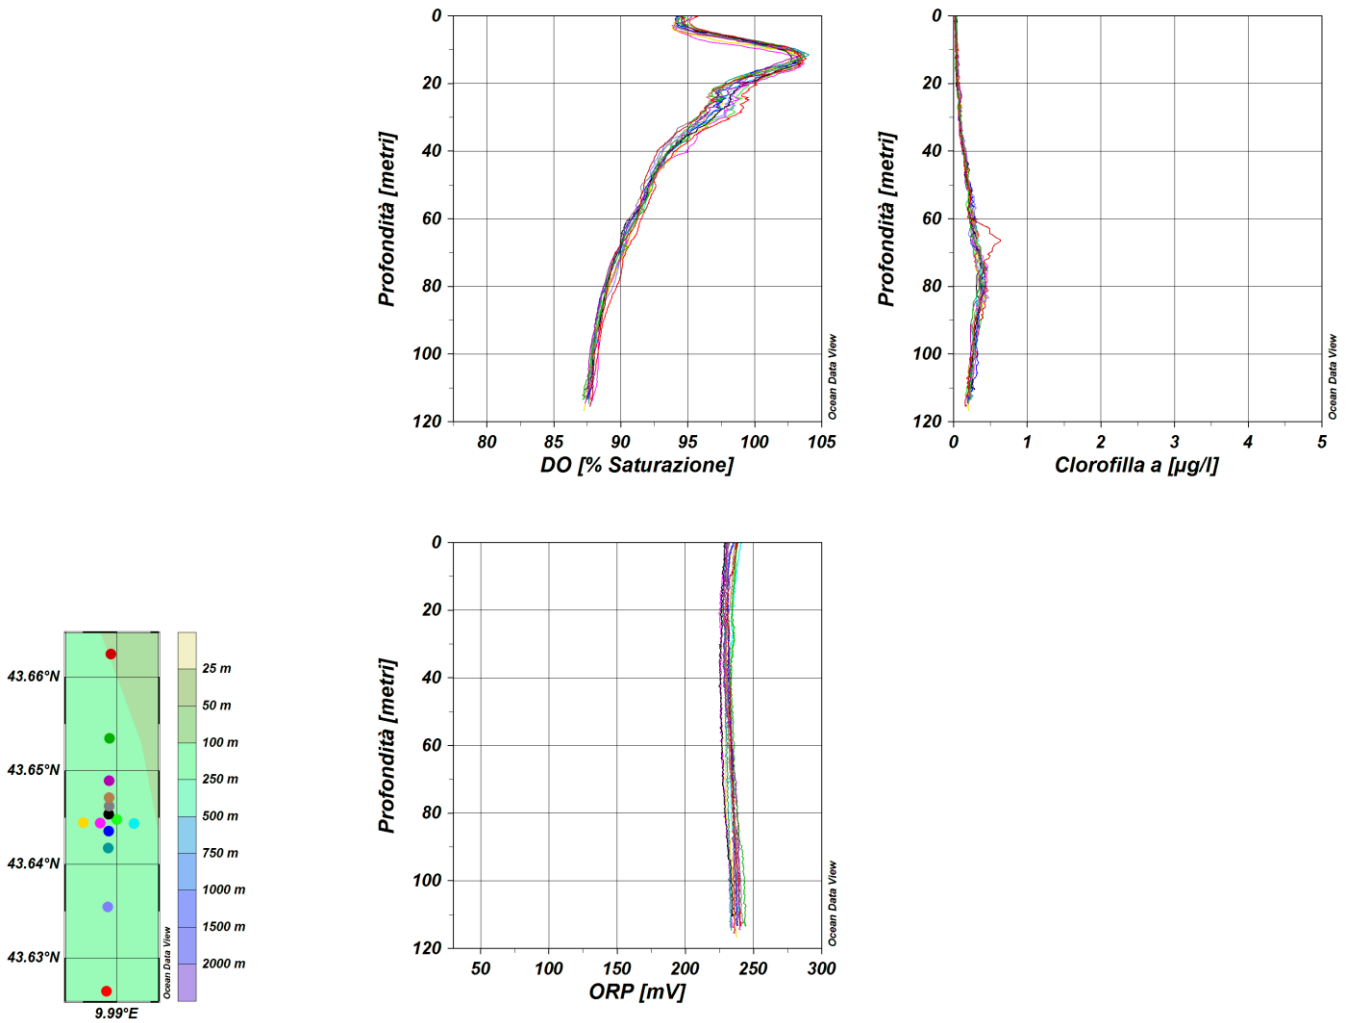 0
20
40
60
80
100
120
Profondità [metri]
80
85
90
95
100
105
DO [% Saturazione]
Ocean Data View
0
20
40
60
80
100
120
Profondità [metri]
0
1
2
3
4
5
Clorofilla a [µg/l]
Ocean Data View
0
20
40
60
80
100
120
Profondità [metri]
50
100
150
200
250
300
ORP [mV]
Ocean Data View
43.66°N
43.65°N
43.64°N
43.63°N
9.99°E
Ocean Data View
25 m
50 m
100 m
250 m
500 m
750 m
1000 m
1500 m
2000 m